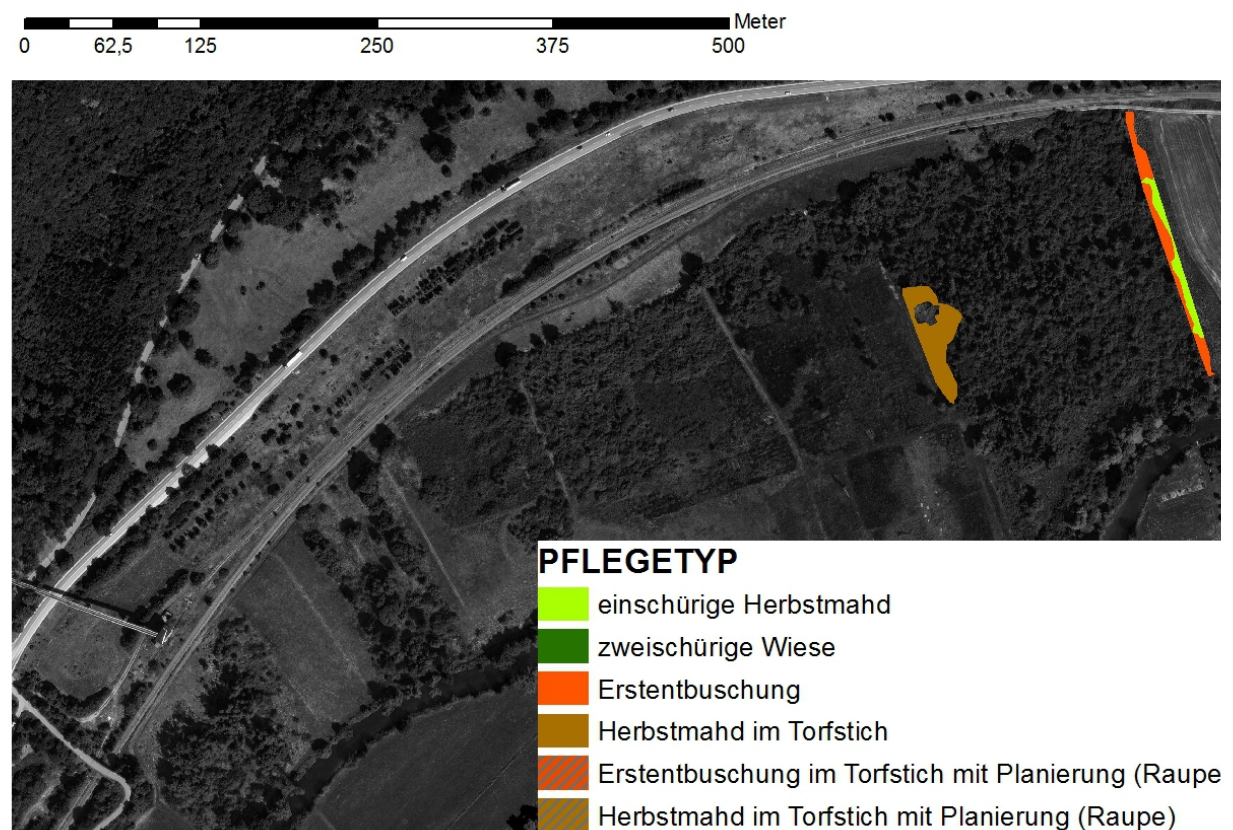 Meter
0 62,5 125 250 375 500
PFLEGETYP
einschürige Herbstmahd
zweischürige Wiese
Erstentbuschung
Herbstmahd im Torfstich
Erstentbuschung im Torfstich mit Planierung (Raupe
Herbstmahd im Torfstich mit Planierung (Raupe)